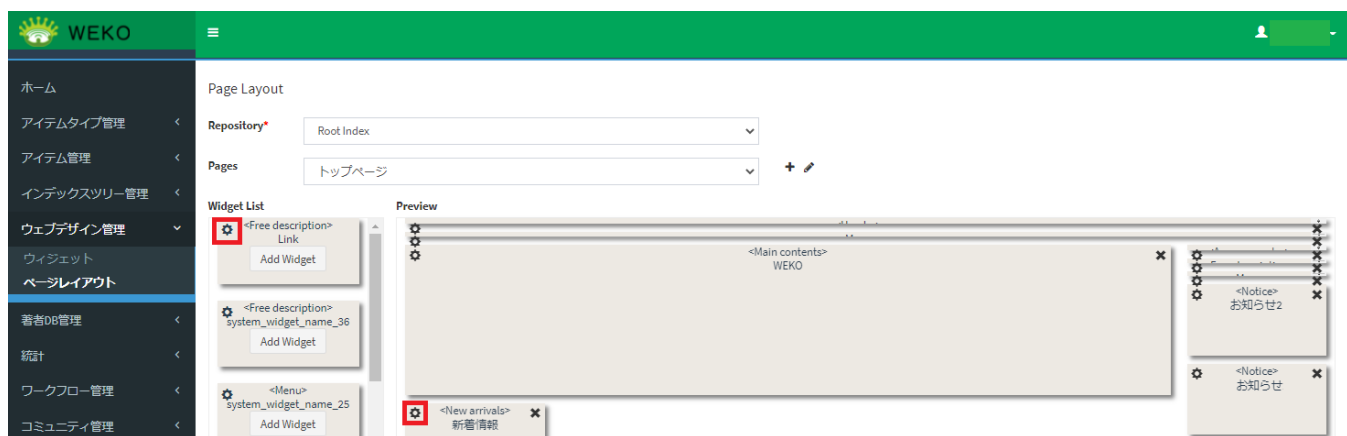 WEKO
ホーム
アイテムタイプ管理
アイテム管理
インデックスツリー管理
ウェブデザイン管理
ウィジェット
ページレイアウト
著者DB管理
統計
ワークフロー管理
コミュニティ管理
Page Layout
Repository*
Root Index
Pages
トップページ
Widget List
<Free description>
Link
Add Widget
<Free description>
system_widget_name_36
Add Widget
<Menu>
system_widget_name_25
Add Widget
Preview
<Main contents>
WEKO
<New arrivals>
新着情報
<Notice>
お知らせ2
<Notice>
お知らせ